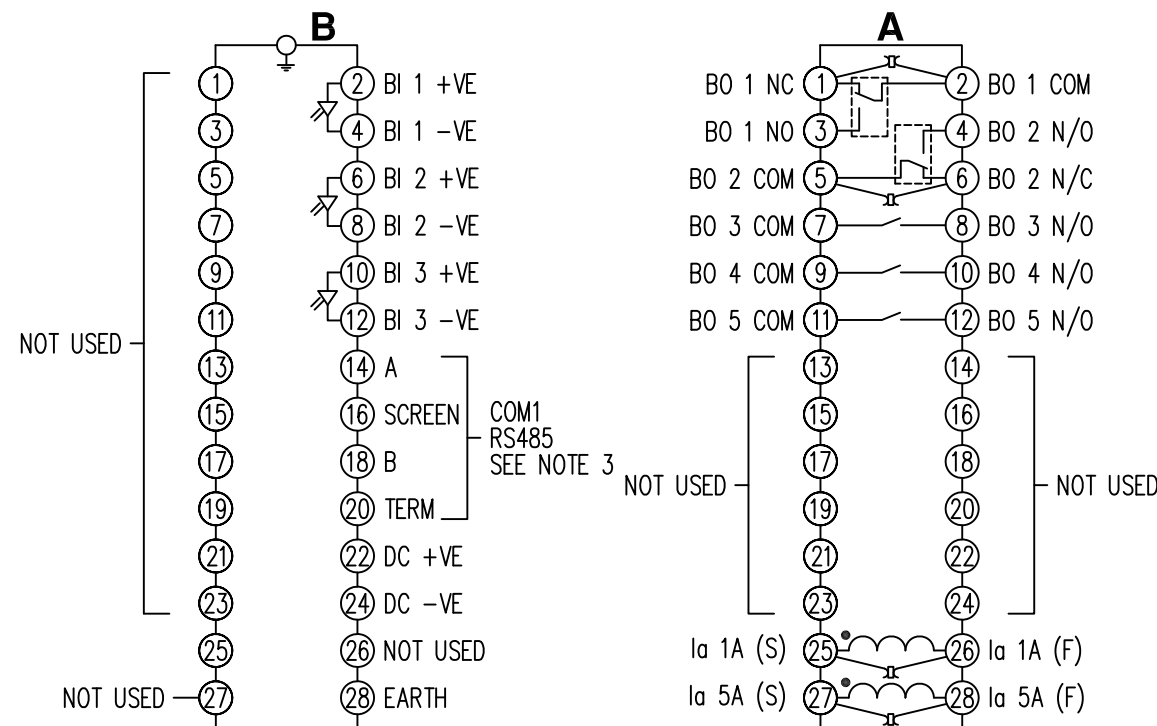 B
1 2 BI 1 +VE
3 4 BI 1 -VE
5 6 BI 2 +VE
7 8 BI 2 -VE
9 10 BI 3 +VE
11 12 BI 3 -VE
NOT USED
13 14 A
15 16 SCREEN
17 18 B
19 20 TERM
COM1
RS485
SEE NOTE 3
21 22 DC +VE
23 24 DC -VE
25 26 NOT USED
NOT USED 27 28 EARTH
A
BO 1 NC 1 2 BO 1 COM
BO 1 NO 3 4 BO 2 N/O
BO 2 COM 5 6 BO 2 N/C
BO 3 COM 7 8 BO 3 N/O
BO 4 COM 9 10 BO 4 N/O
BO 5 COM 11 12 BO 5 N/O
13 14
15 16
17 18
NOT USED NOT USED
19 20
21 22
23 24
Ia 1A (S) 25 26 Ia 1A (F)
Ia 5A (S) 27 28 Ia 5A (F)